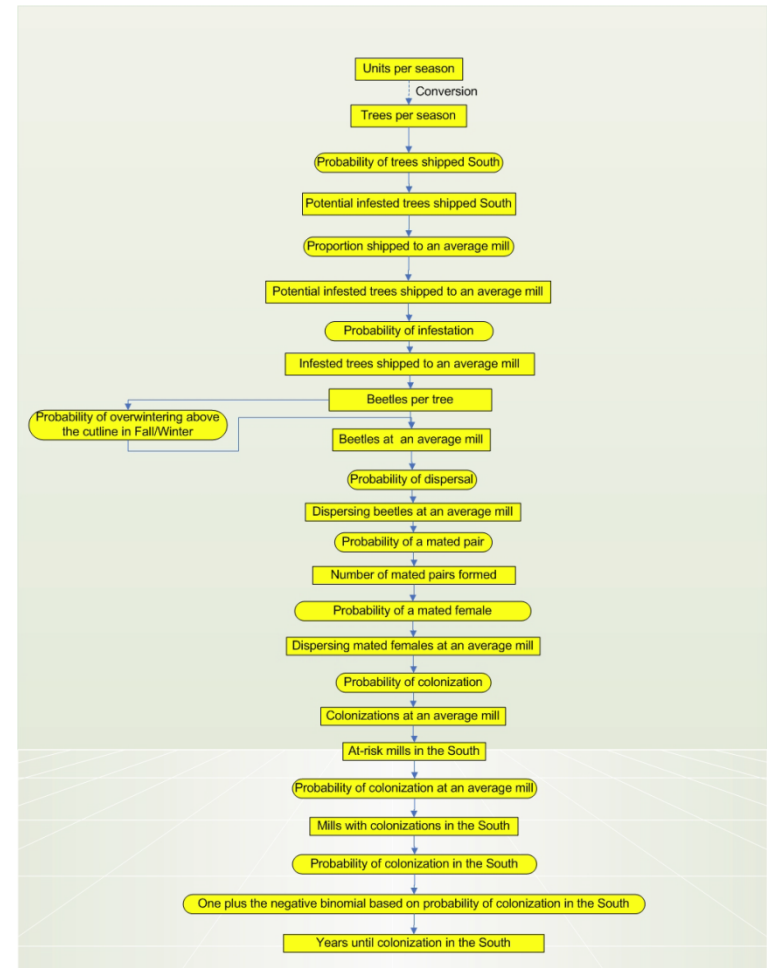 Units per season
Conversion
Trees per season
Probability of trees shipped South
Potential infested trees shipped South
Proportion shipped to an average mill
Potential infested trees shipped to an average mill
Probability of infestation
Infested trees shipped to an average mill
Beetles per tree
Probability of overwintering above
the cutline in Fall/Winter
Beetles at an average mill
Probability of dispersal
Dispersing beetles at an average mill
Probability of a mated pair
Number of mated pairs formed
Probability of a mated female
Dispersing mated females at an average mill
Probability of colonization
Colonizations at an average mill
At-risk mills in the South
Probability of colonization at an average mill
Mills with colonizations in the South
Probability of colonization in the South
One plus the negative binomial based on probability of colonization in the South
Years until colonization in the South